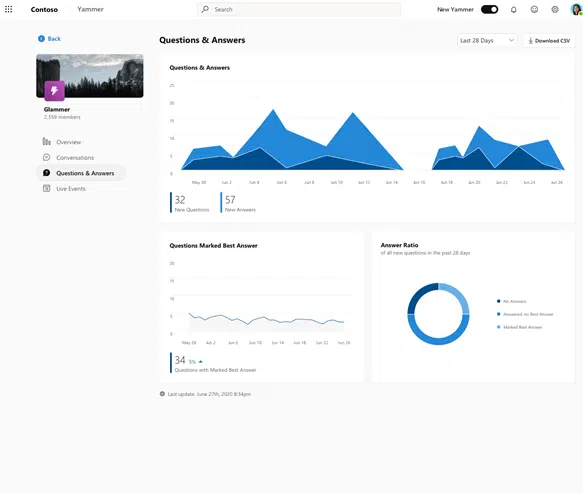 Contoso Yammer Search New Yammer
Back
Glammer
2,559 members
Overview
Conversations
Questions & Answers
Live Events
Questions & Answers
Last 28 Days
Download CSV
Questions & Answers
25
20
15
10
5
0
May 30 Jun 2 Jun 4 Jun 6 Jun 8 Jun 10 Jun 12 Jun 14 Jun 16 Jun 18 Jun 20 Jun 22 Jun 24 Jun 26
32 57
New Questions New Answers
Questions Marked Best Answer
20
15
10
5
0
May 28 Jun 2 Jun 6 Jun 10 Jun 14 Jun 18 Jun 22 Jun 26
34 5%
Questions with Marked Best Answer
Answer Ratio
of all new questions in the past 28 days
No Answers
Answered, no Best Answer
Marked Best Answer
Last update: June 27th, 2020 8:34pm